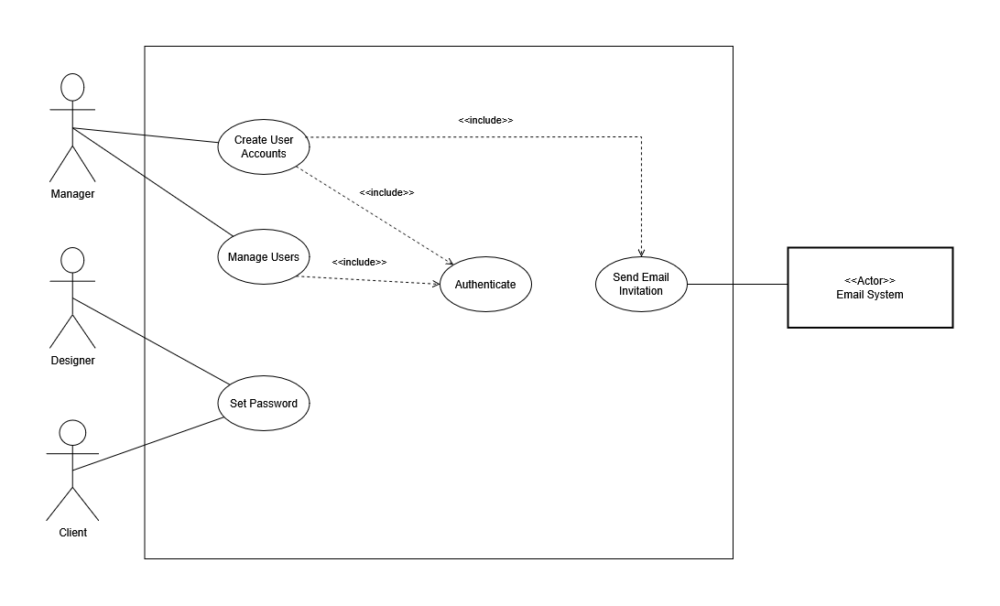 <<include>>
Create User
Accounts
Manager
<<include>>
Manage Users
<<include>>
Authenticate
Send Email
Invitation
<<Actor>>
Email System
Designer
Set Password
Client